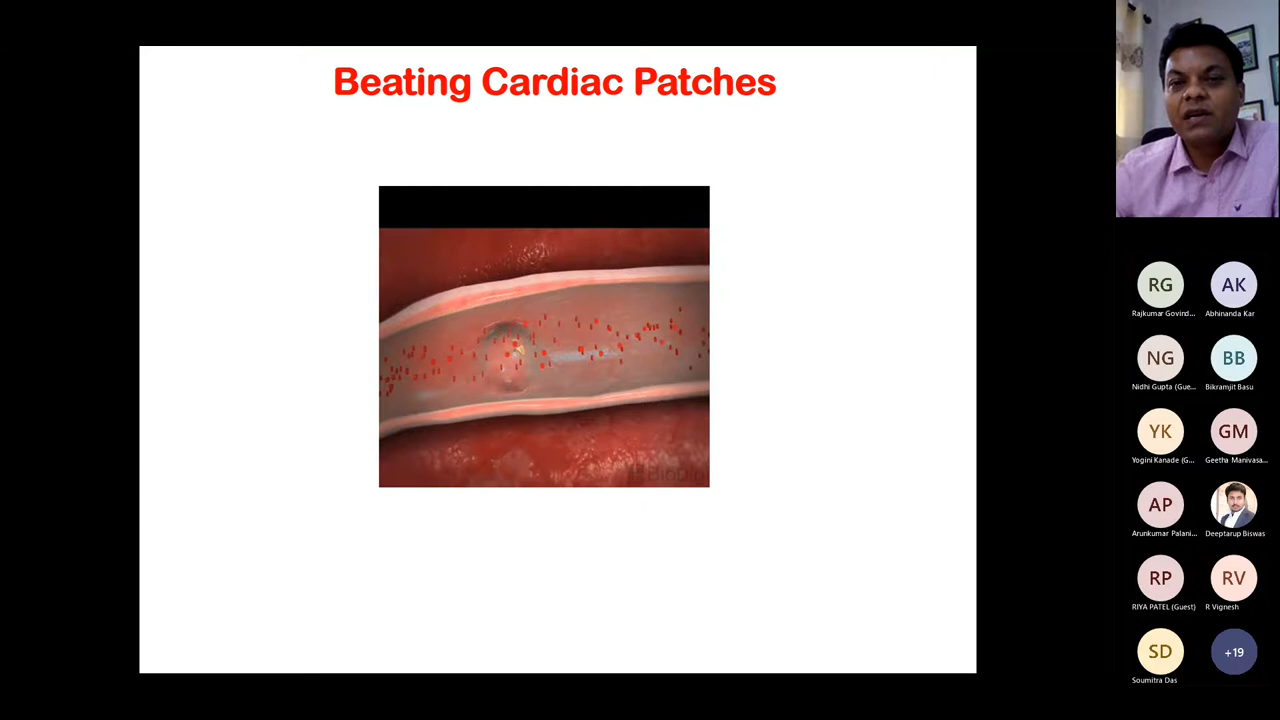 Beating Cardiac Patches
RG
AK
Rajkumar Govind...
Abhinanda Kar
NG
BB
Nidhi Gupta (Gue...
Bikramjit Basu
YK
GM
Yogini Kanade (G...
Geetha Manivasa...
AP
Arunkumar Palani...
Deeptarup Biswas
RP
RV
RIYA PATEL (Guest)
R Vignesh
SD
+19
Soumitra Das